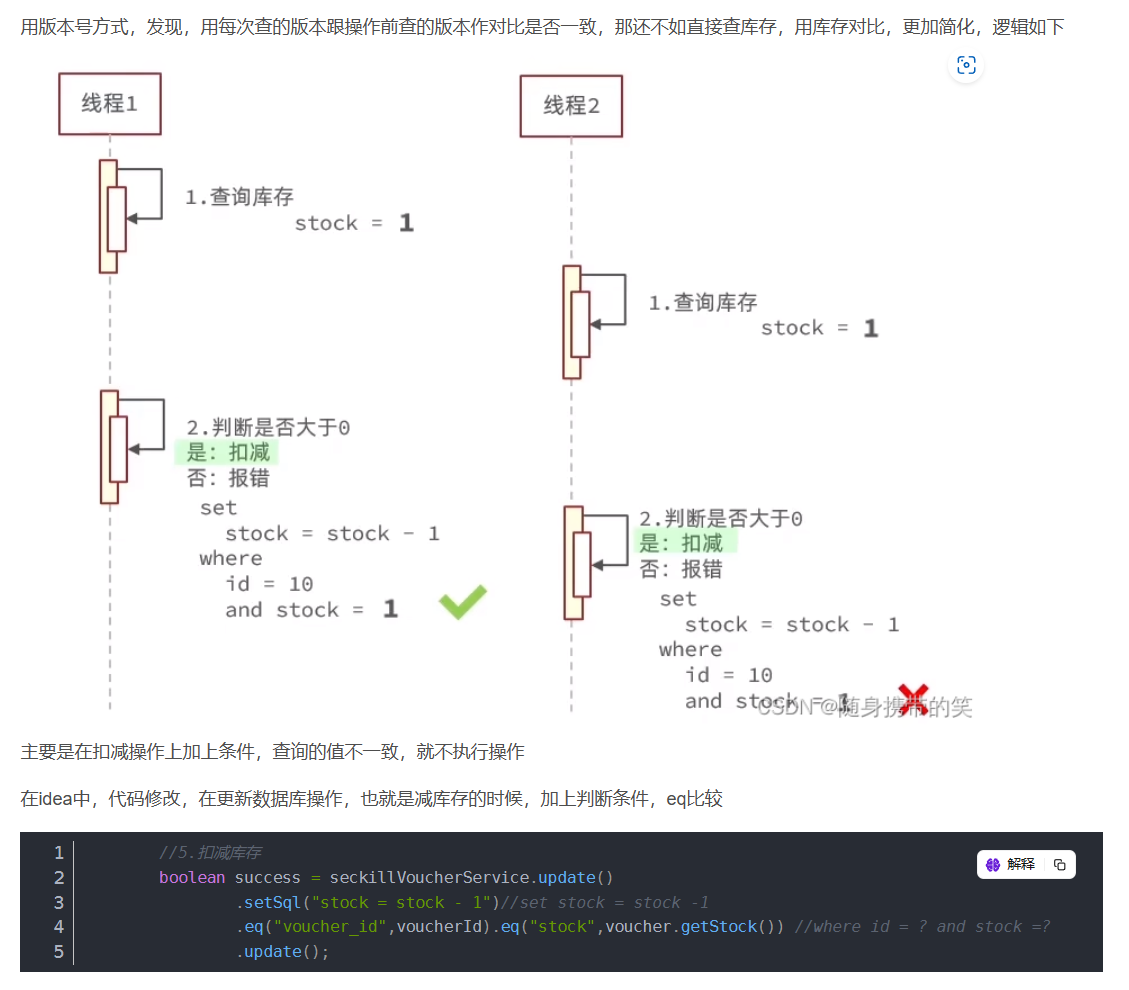 用版本号方式，发现，用每次查的版本跟操作前查的版本作对比是否一致，那还不如直接查库存，用库存对比，更加简化，逻辑如下
线程1
线程2
1.查询库存
stock = 1
1.查询库存
stock = 1
2.判断是否大于0
是：扣减
否：报错
set
stock = stock - 1
where
id = 10
and stock = 1
2.判断是否大于0
是：扣减
否：报错
set
stock = stock - 1
where
id = 10
and stock = 1
CSDN @随身携带的笑
主要是在扣减操作上加上条件，查询的值不一致，就不执行操作
在idea中，代码修改，在更新数据库操作，也就是减库存的时候，加上判断条件，eq比较
解释
1 //5.扣减库存
2 boolean success = seckillVoucherService.update()
3 .setSql("stock = stock - 1")//set stock = stock -1
4 .eq("voucher_id",voucherId).eq("stock",voucher.getStock()) //where id = ? and stock =?
5 .update();